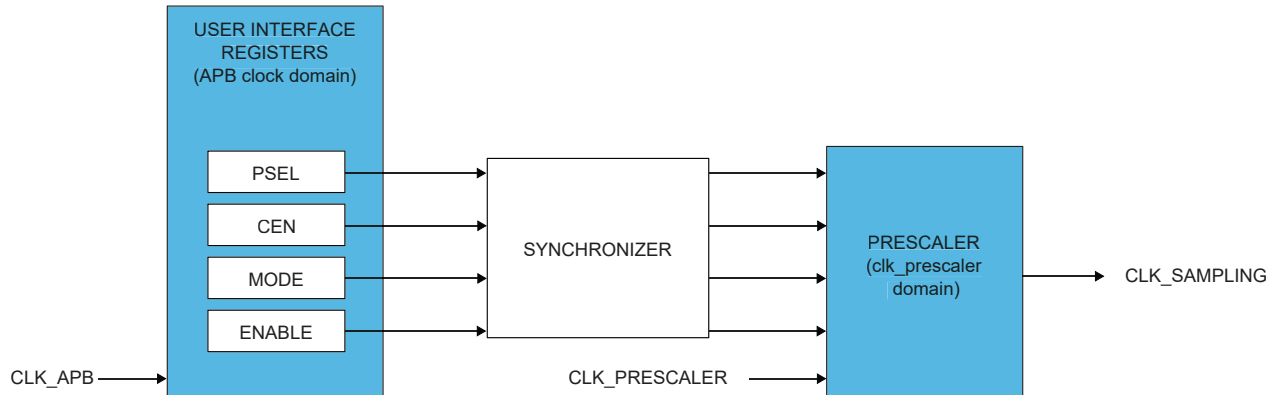 USER INTERFACE
REGISTERS
(APB clock domain)
PSEL
CEN
MODE
ENABLE
CLK_APB
SYNCHRONIZER
CLK_PRESCALER
PRESCALER
(clk_prescaler
domain)
CLK_SAMPLING